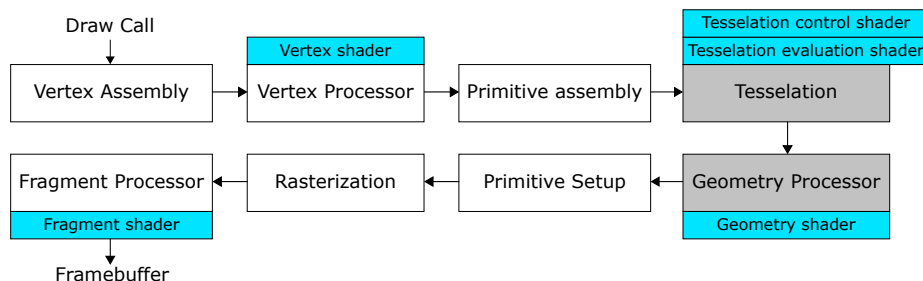 Draw Call
Tesselation control shader
Vertex shader
Tesselation evaluation shader
Vertex Assembly
Vertex Processor
Primitive assembly
Tesselation
Fragment Processor
Rasterization
Primitive Setup
Geometry Processor
Fragment shader
Geometry shader
Framebuffer